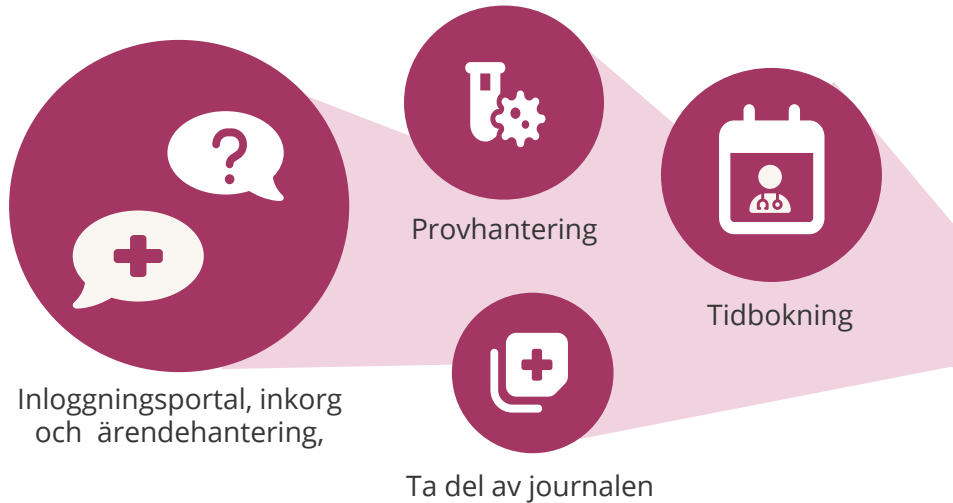 Provhantering
Tidbokning
Inloggningsportal, inkorg
och  ärendehantering,
Ta del av journalen